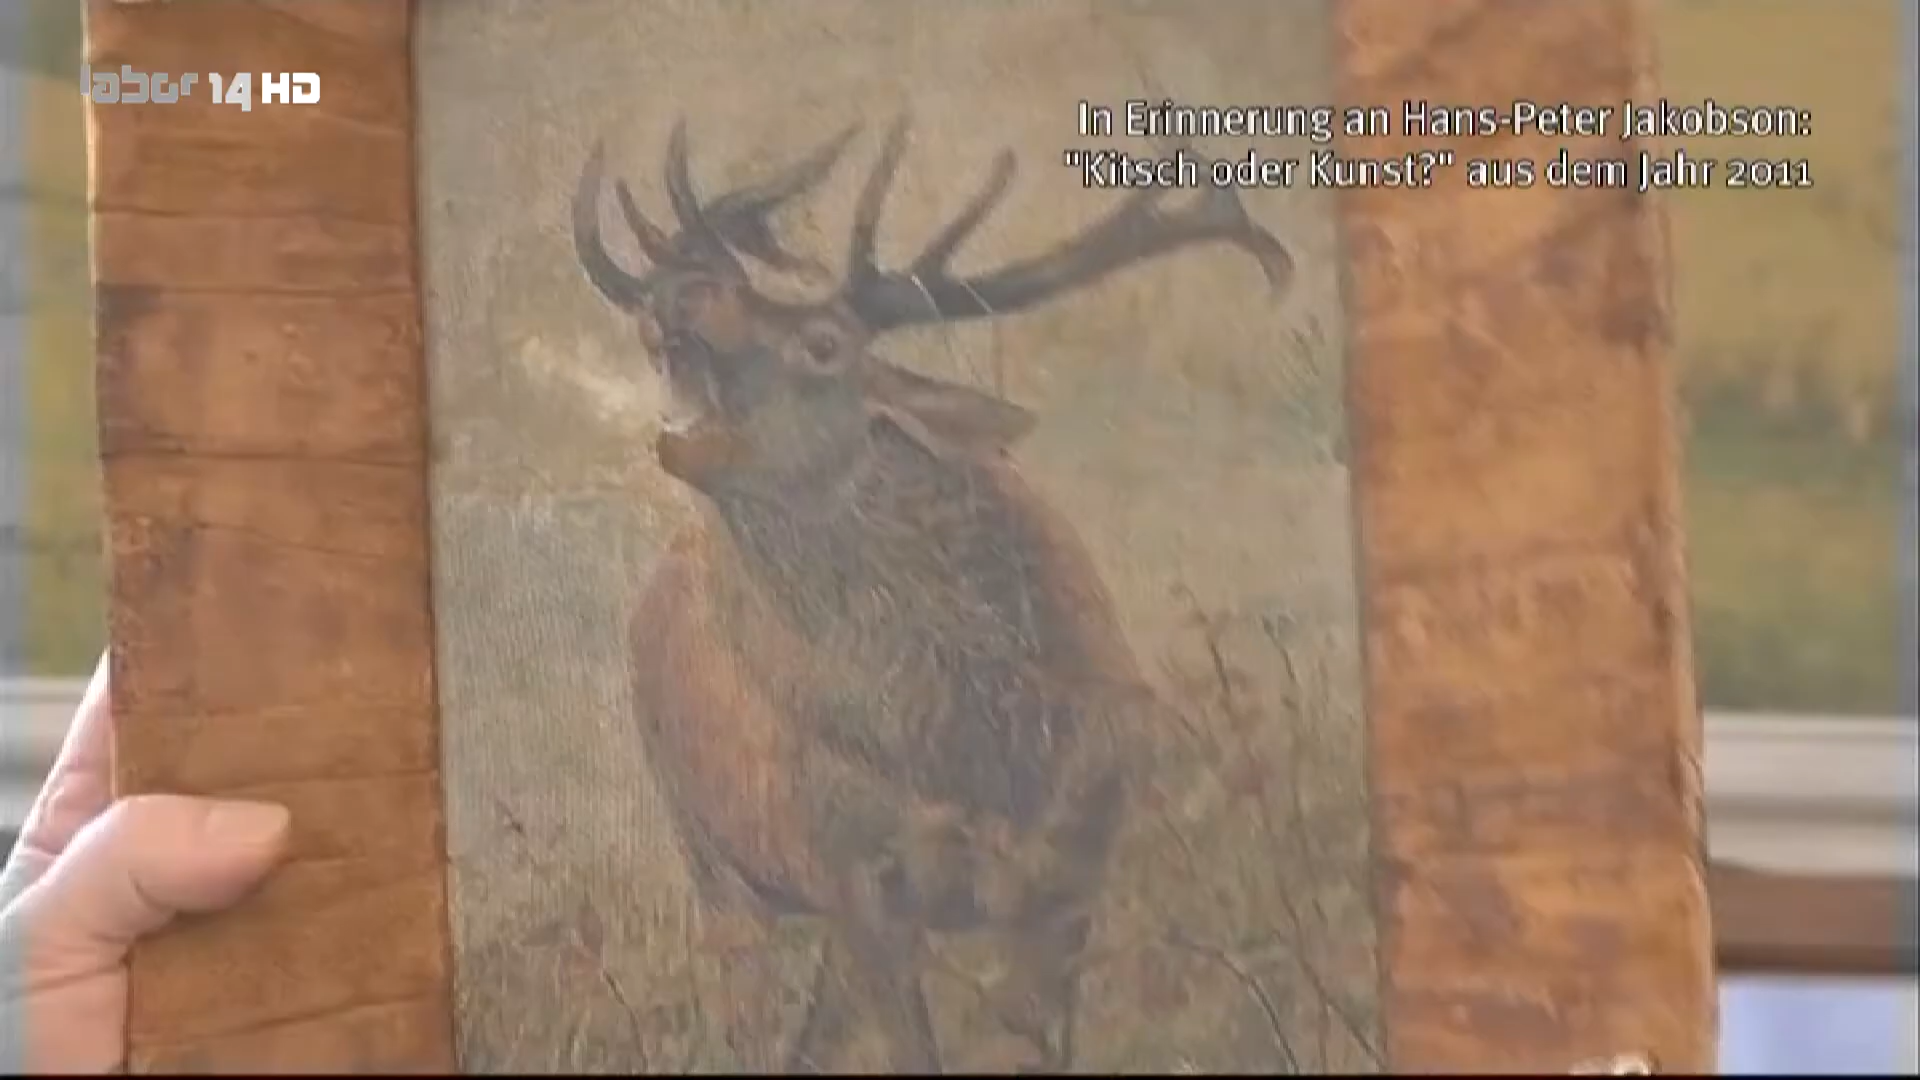 labor 14 HD
In Erinnerung an Hans-Peter Jakobson:
"Kitsch oder Kunst?" aus dem Jahr 2011